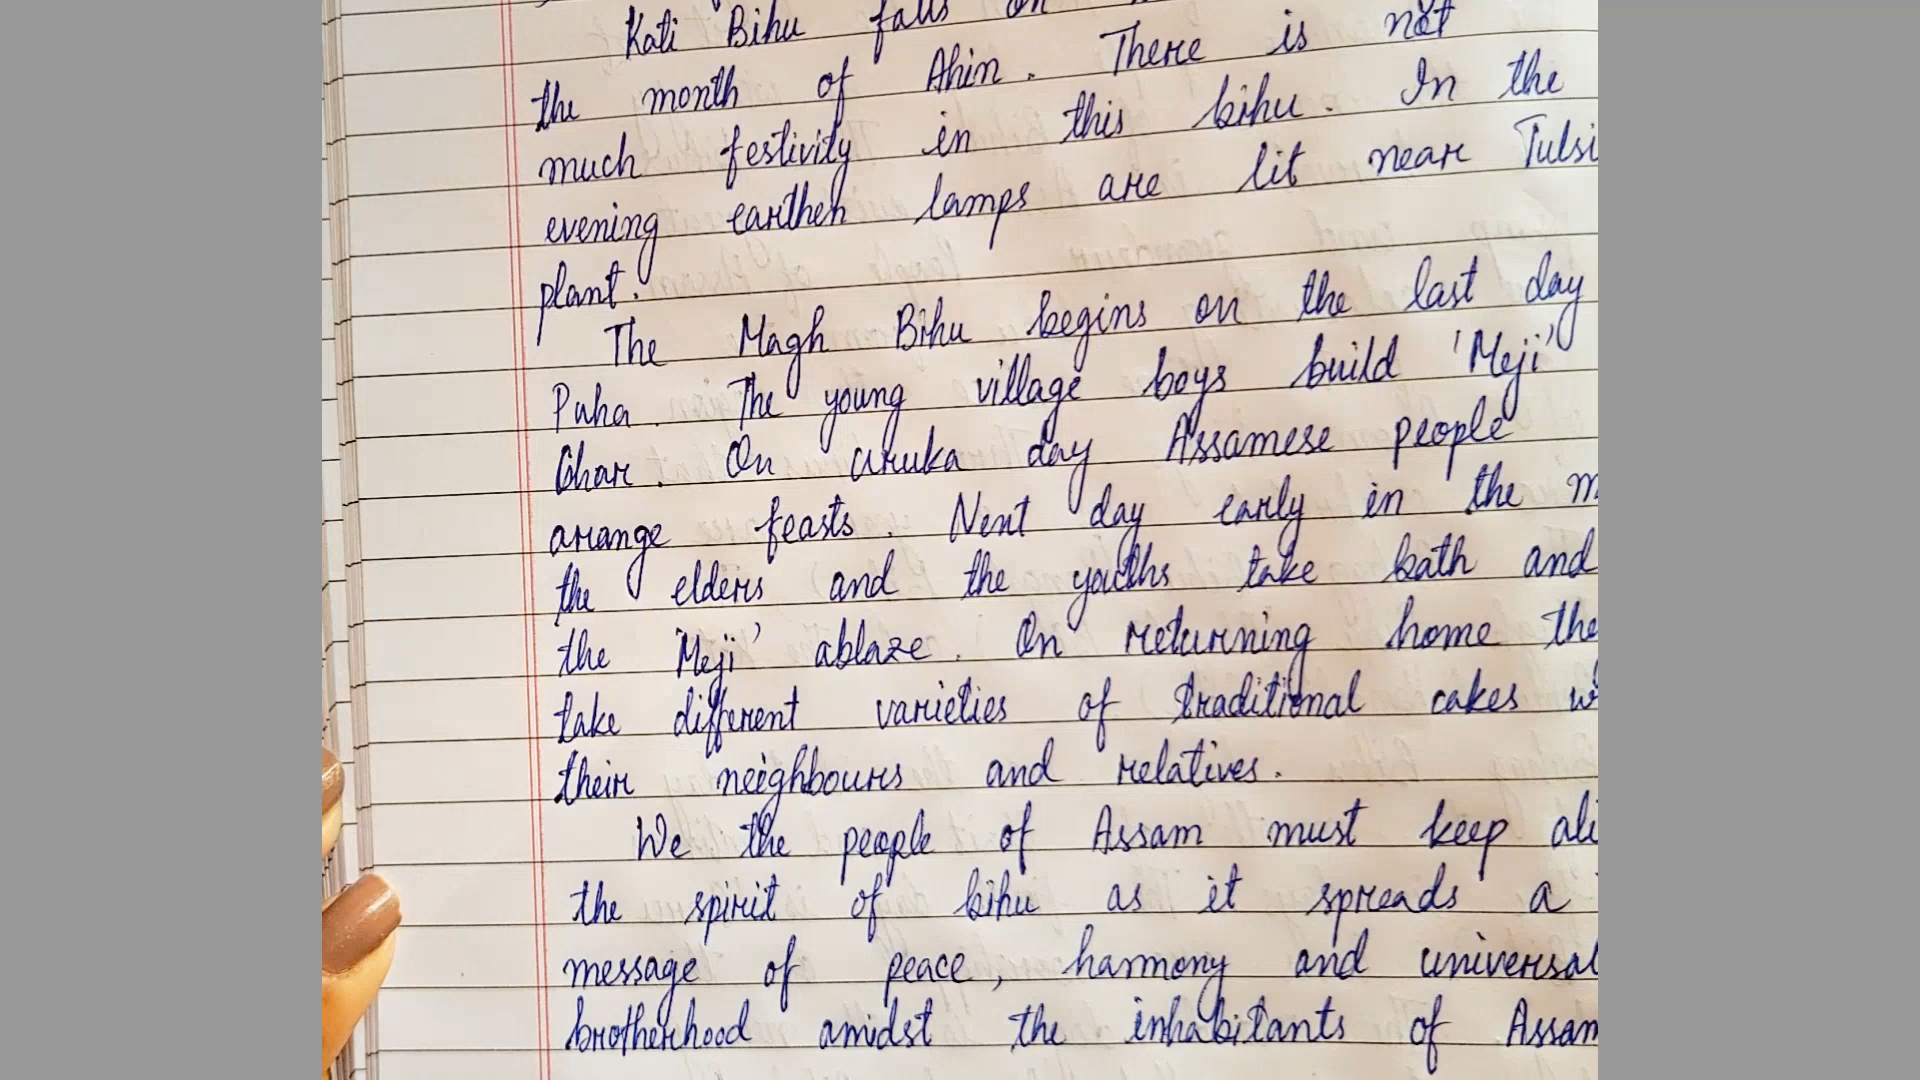 Kati Bihu falls on
the month of Ahin. There is not
much festivity in this bihu. In the
evening earthen lamps are lit near Tulsi
plant.
The Magh Bihu begins on the last day
Puha. The young village boys build 'Meji'
Ghar. On uruka day Assamese people
arange feasts. Next day early in the m
the elders and the youths take bath and
the 'Meji' ablaze. On returning home the
take different varieties of traditional cakes w
their neighbours and relatives.
We the people of Assam must keep ali
the spirit of bihu as it spreads a
message of peace, harmony and universal
brotherhood amidst the inhabitants of Assam